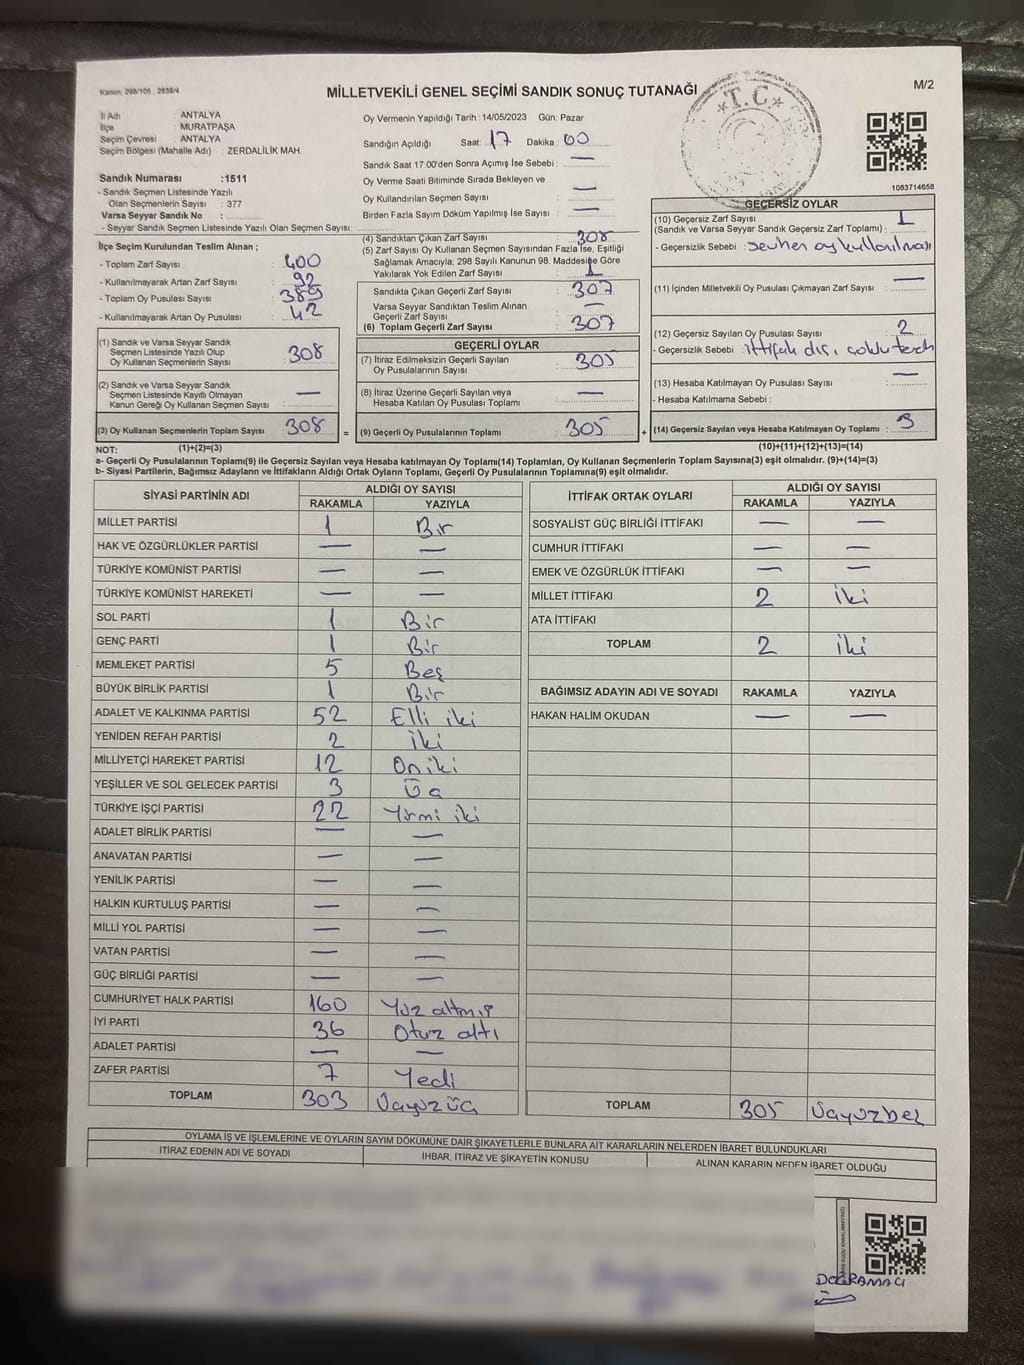 Kanun: 298/105, 2839/4
MİLLETVEKİLİ GENEL SEÇİMİ SANDIK SONUÇ TUTANAĞI
M/2
T.C
İl Adı : ANTALYA
İlçe : MURATPAŞA
Seçim Çevresi : ANTALYA
Seçim Bölgesi (Mahalle Adı) : ZERDALİLİK MAH.
Oy Vermenin Yapıldığı Tarih :14/05/2023 Gün: Pazar
Sandığın Açıldığı Saat: 17 Dakika: 00
Sandık Saat 17 00'den Sonra Açımış İse Sebebi: —
Oy Verme Saati Bitiminde Sırada Bekleyen ve
Oy Kullandırılan Seçmen Sayısı : —
Birden Fazla Sayım Döküm Yapılmış İse Sayısı : —
1083714658
Sandık Numarası :1511
- Sandık Seçmen Listesinde Yazılı
Olan Seçmenlerin Sayısı : 377
Varsa Seyyar Sandık No :
- Seyyar Sandık Seçmen Listesinde Yazılı Olan Seçmen Sayısı:
İlçe Seçim Kurulundan Teslim Alınan ;
- Toplam Zarf Sayısı : 400
- Kullanılmayarak Artan Zarf Sayısı : 92
- Toplam Oy Pusulası Sayısı : 389
- Kullanılmayarak Artan Oy Pusulası : 42
(1) Sandık ve Varsa Seyyar Sandık
Seçmen Listesinde Yazılı Olup
Oy Kullanan Seçmenlerin Sayısı : 308
(2) Sandık ve Varsa Seyyar Sandık
Seçmen Listesinde Kayıtlı Olmayan
Kanun Gereği Oy Kullanan Seçmen Sayısı : —
(3) Oy Kullanan Seçmenlerin Toplam Sayısı : 308 =
(4) Sandıktan Çıkan Zarf Sayısı : 308
(5) Zarf Sayısı Oy Kullanan Seçmen Sayısından Fazla İse, Eşitliği
Sağlamak Amacıyla; 298 Sayılı Kanunun 98. Maddesine Göre
Yakılarak Yok Edilen Zarf Sayısı : 1
Sandıkta Çıkan Geçerli Zarf Sayısı : 307
Varsa Seyyar Sandıktan Teslim Alınan
Geçerli Zarf Sayısı : —
(6) Toplam Geçerli Zarf Sayısı : 307
GEÇERLİ OYLAR
(7) İtiraz Edilmeksizin Geçerli Sayılan
Oy Pusulalarının Sayısı : 305
(8) İtiraz Üzerine Geçerli Sayılan veya
Hesaba Katılan Oy Pusulası Toplamı : —
(9) Geçerli Oy Pusulalarının Toplamı : 305 +
GEÇERSİZ OYLAR
(10) Geçersiz Zarf Sayısı : 1
(Sandık ve Varsa Seyyar Sandık Geçersiz Zarf Toplamı) :
- Geçersizlik Sebebi : oy kullanılması
(11) İçinden Milletvekili Oy Pusulası Çıkmayan Zarf Sayısı : —
(12) Geçersiz Sayılan Oy Pusulası Sayısı : 2
- Geçersizlik Sebebi : İttifak dışı çoklu terch
(13) Hesaba Katılmayan Oy Pusulası Sayısı : —
- Hesaba Katılmama Sebebi :
(14) Geçersiz Sayılan veya Hesaba Katılmayan Oy Toplamı : 3
NOT: (1)+(2)=(3) (10)+(11)+(12)+(13)=(14)
a- Geçerli Oy Pusulalarının Toplamı(9) ile Geçersiz Sayılan veya Hesaba katılmayan Oy Toplamı(14) Toplamları, Oy Kullanan Seçmenlerin Toplam Sayısına(3) eşit olmalıdır. (9)+(14)=(3)
b- Siyasi Partilerin, Bağımsız Adayların ve İttifakların Aldığı Ortak Oyların Toplamı, Geçerli Oy Pusulalarının Toplamına(9) eşit olmalıdır.
SİYASİ PARTİNİN ADI ALDIĞI OY SAYISI
RAKAMLA YAZIYLA
MİLLET PARTİSİ 1 Bir
HAK VE ÖZGÜRLÜKLER PARTİSİ — —
TÜRKİYE KOMÜNİST PARTİSİ — —
TÜRKİYE KOMÜNİST HAREKETİ — —
SOL PARTİ 1 Bir
GENÇ PARTİ 1 Bir
MEMLEKET PARTİSİ 5 Beş
BÜYÜK BİRLİK PARTİSİ 1 Bir
ADALET VE KALKINMA PARTİSİ 52 Elli iki
YENİDEN REFAH PARTİSİ 2 İki
MİLLİYETÇİ HAREKET PARTİSİ 12 Oniki
YEŞİLLER VE SOL GELECEK PARTİSİ 3 Üç
TÜRKİYE İŞÇİ PARTİSİ 22 Yirmi iki
ADALET BİRLİK PARTİSİ — —
ANAVATAN PARTİSİ — —
YENİLİK PARTİSİ — —
HALKIN KURTULUŞ PARTİSİ — —
MİLLİ YOL PARTİSİ — —
VATAN PARTİSİ — —
GÜÇ BİRLİĞİ PARTİSİ — —
CUMHURİYET HALK PARTİSİ 160 Yüz altmış
İYİ PARTİ 36 Otuz altı
ADALET PARTİSİ — —
ZAFER PARTİSİ 7 Yedi
TOPLAM 303 Üçyüzüç
İTTİFAK ORTAK OYLARI ALDIĞI OY SAYISI
RAKAMLA YAZIYLA
SOSYALİST GÜÇ BİRLİĞİ İTTİFAKI — —
CUMHUR İTTİFAKI — —
EMEK VE ÖZGÜRLÜK İTTİFAKI — —
MİLLET İTTİFAKI 2 İki
ATA İTTİFAKI
TOPLAM 2 İki
BAĞIMSIZ ADAYIN ADI VE SOYADI RAKAMLA YAZIYLA
HAKAN HALİM OKUDAN — —
TOPLAM 305 Üçyüzbeş
OYLAMA İŞ VE İŞLEMLERİNE VE OYLARIN SAYIM DÖKÜMÜNE DAİR ŞİKAYETLERLE BUNLARA AİT KARARLARIN NELERDEN İBARET BULUNDUKLARI
İTİRAZ EDENİN ADI VE SOYADI İHBAR, İTİRAZ VE ŞİKAYETİN KONUSU ALINAN KARARIN NEDEN İBARET OLDUĞU
DOĞRAMACI